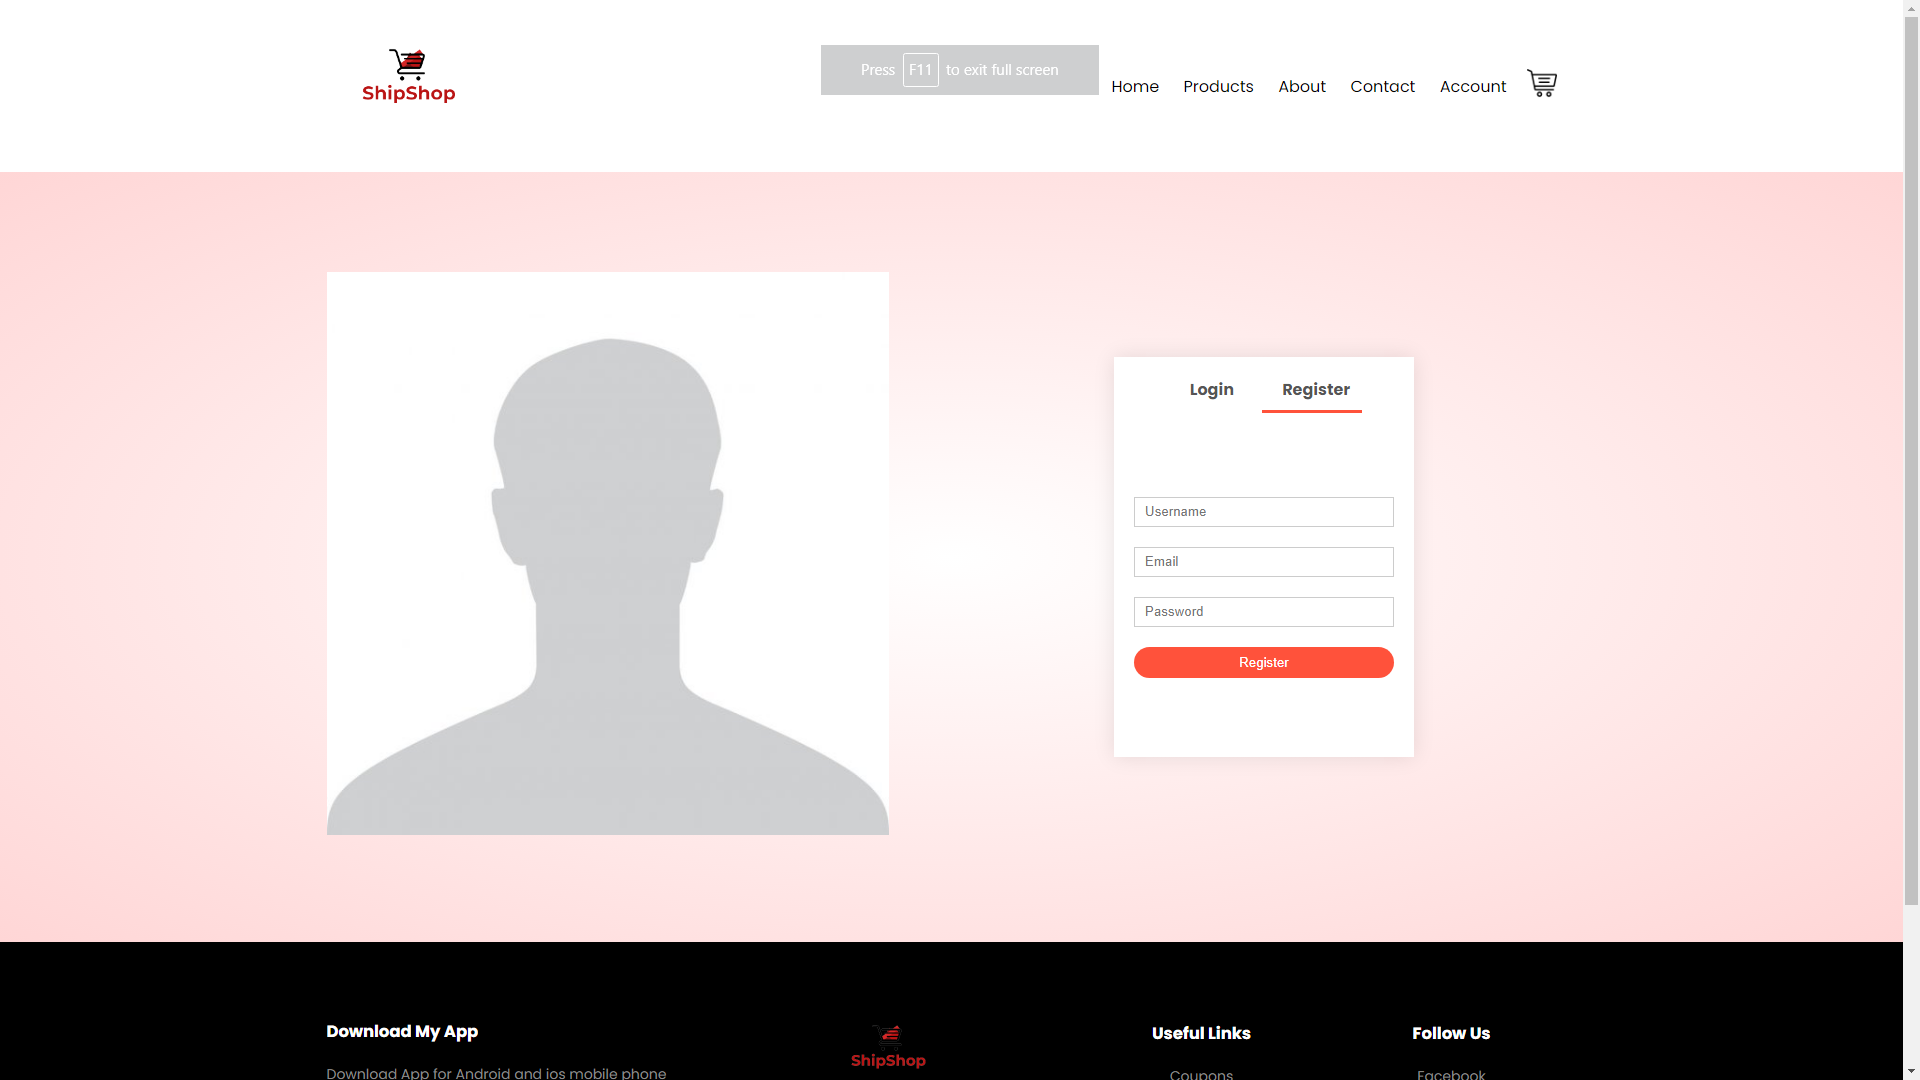 ShipShop
Press F11 to exit full screen
Home Products About Contact Account
Login Register
Username
Email
Password
Register
Download My App
Download App for Android and ios mobile phone
ShipShop
Useful Links
Coupons
Follow Us
Facebook